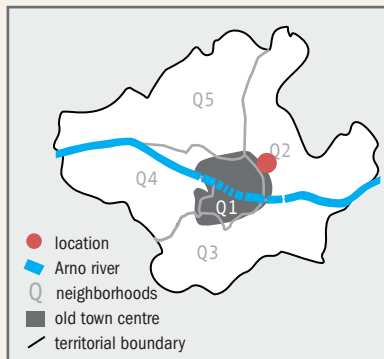 Q5
Q2
Q4
Q1
Q3
location
Arno river
Q neighborhoods
old town centre
territorial boundary